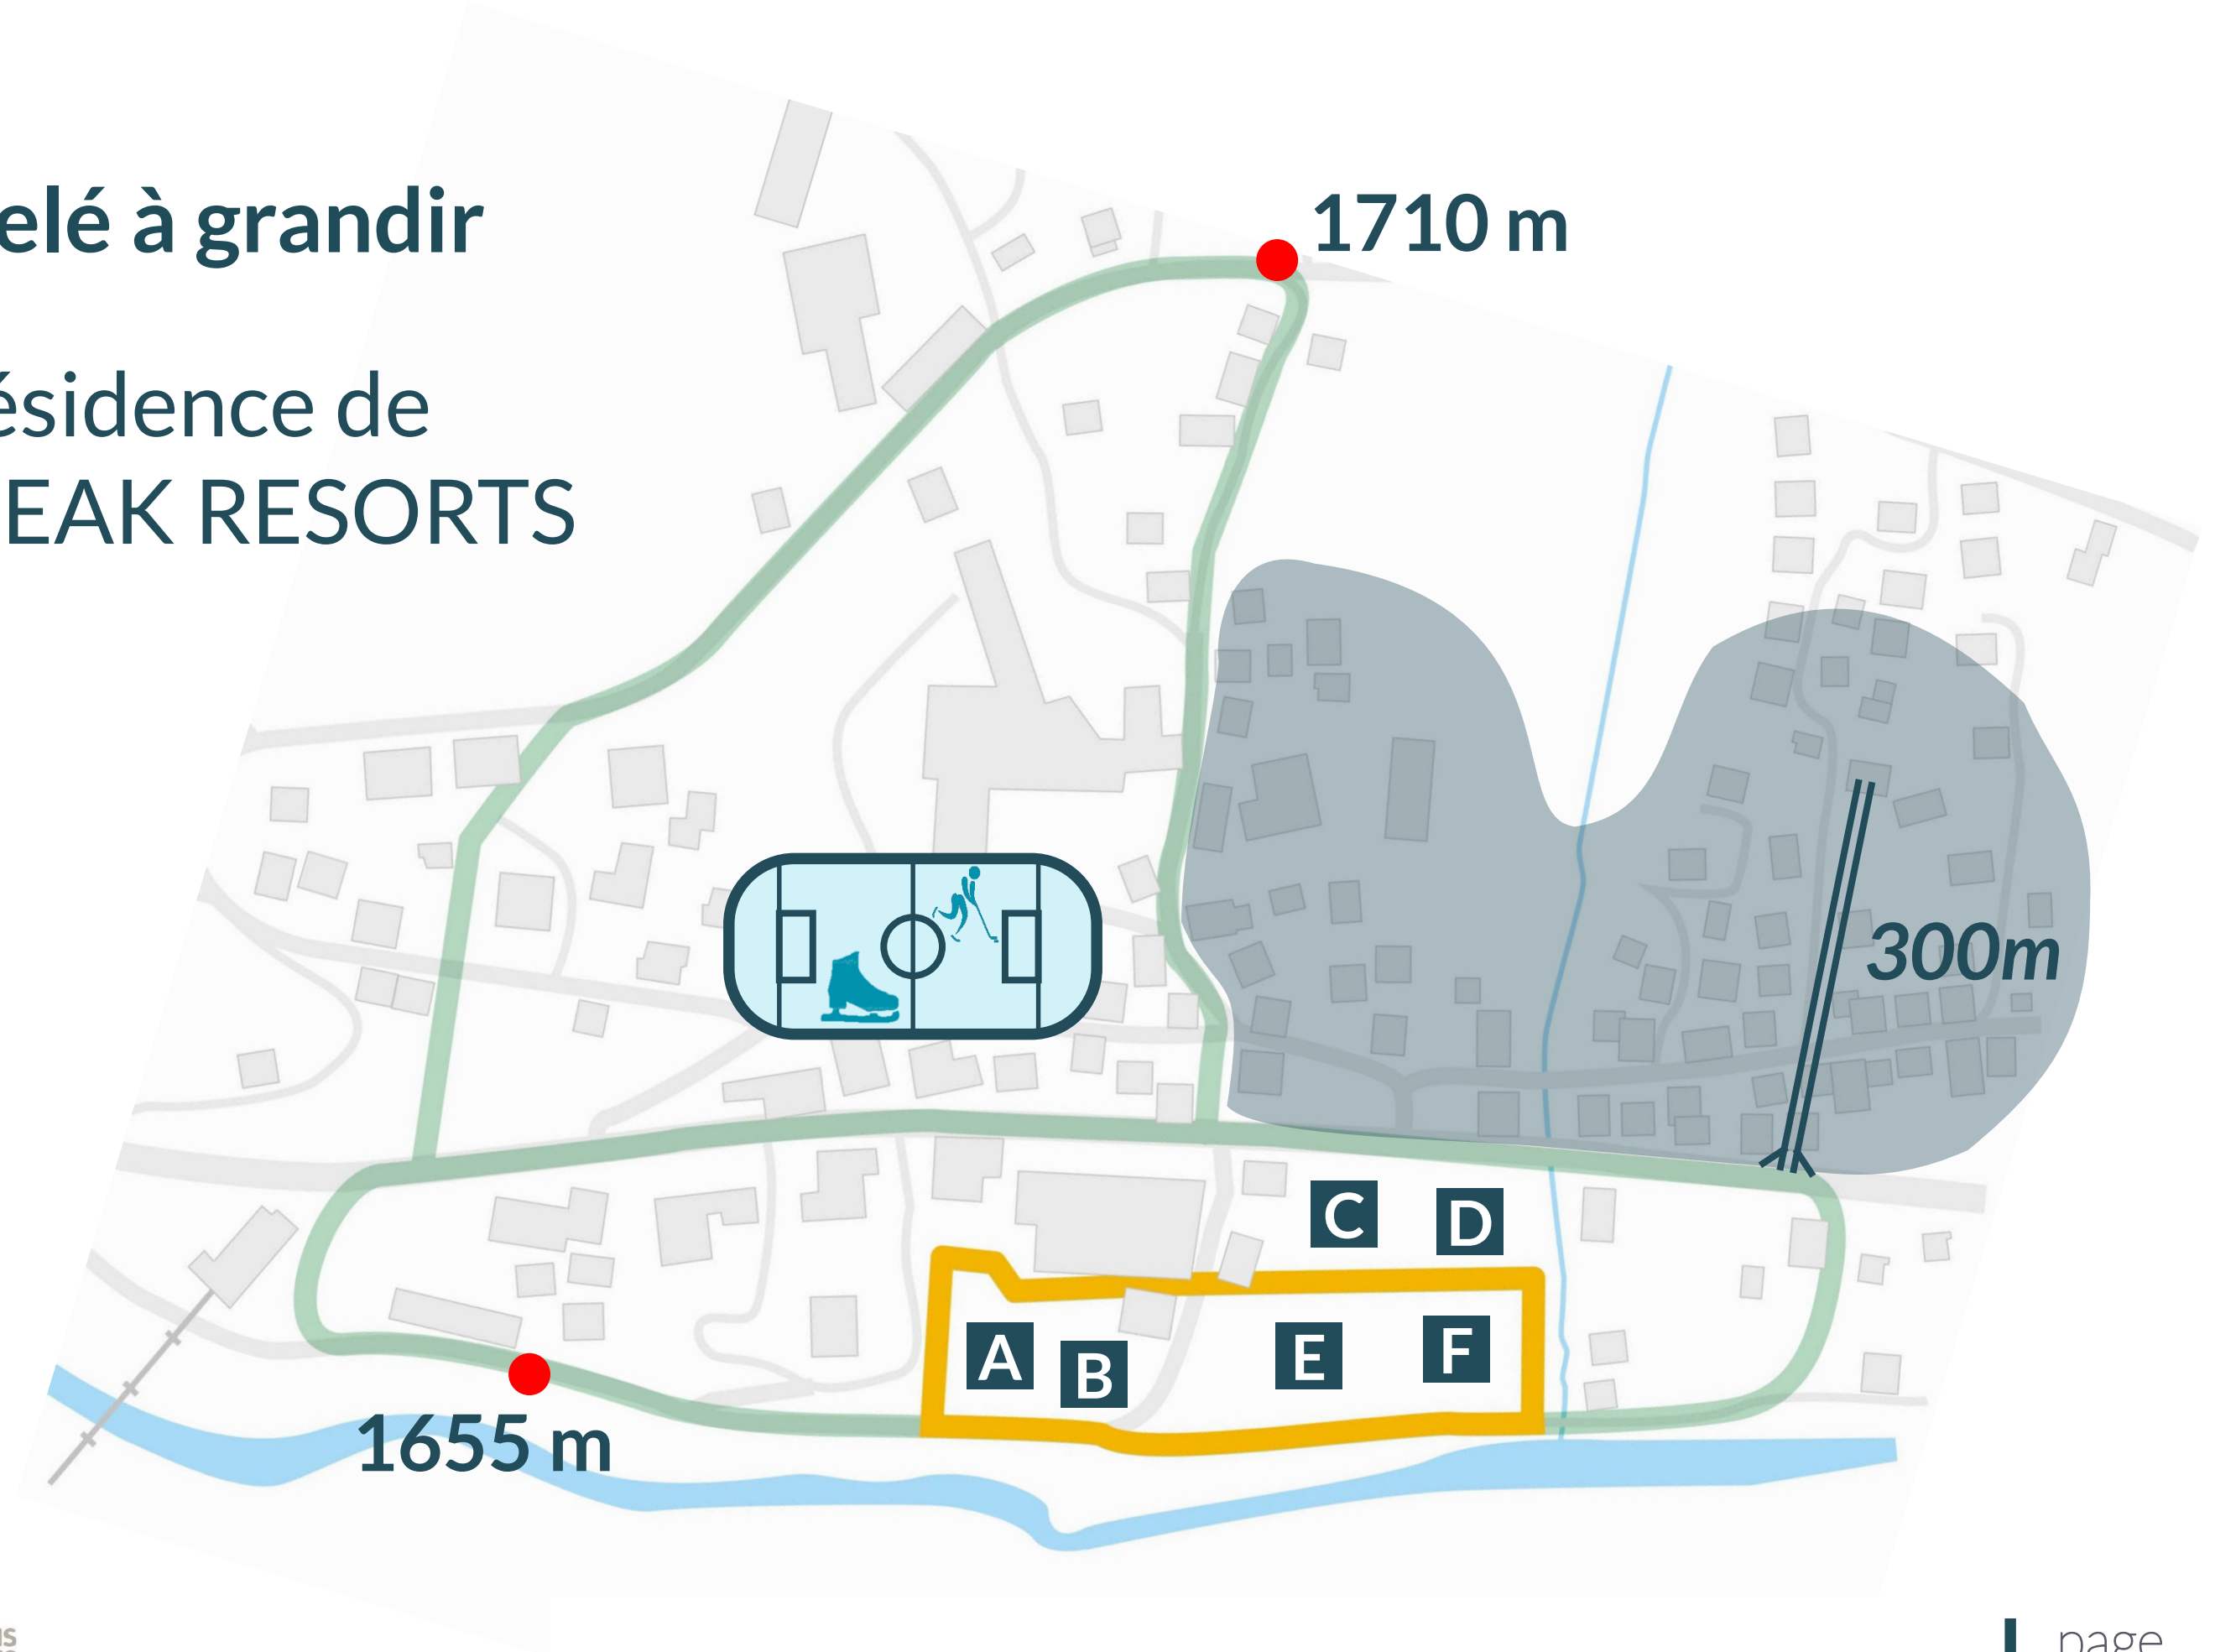 elé à grandir
1710 m
ésidence de
EAK RESORTS
300m
C D
A B E F
1655 m
page